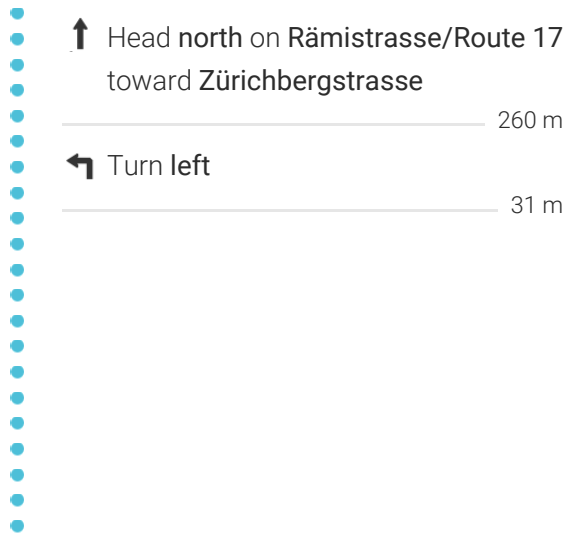 Head north on Rämistrasse/Route 17
toward Zürichbergstrasse
260 m
Turn left
31 m